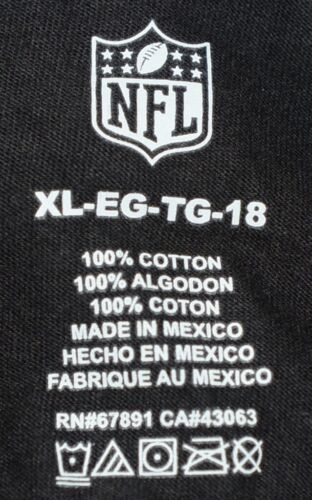 NFL
XL-EG-TG-18
100% COTTON
100% ALGODON
100% COTON
MADE IN MEXICO
HECHO EN MEXICO
FABRIQUE AU MEXICO
RN#67891 CA#43063